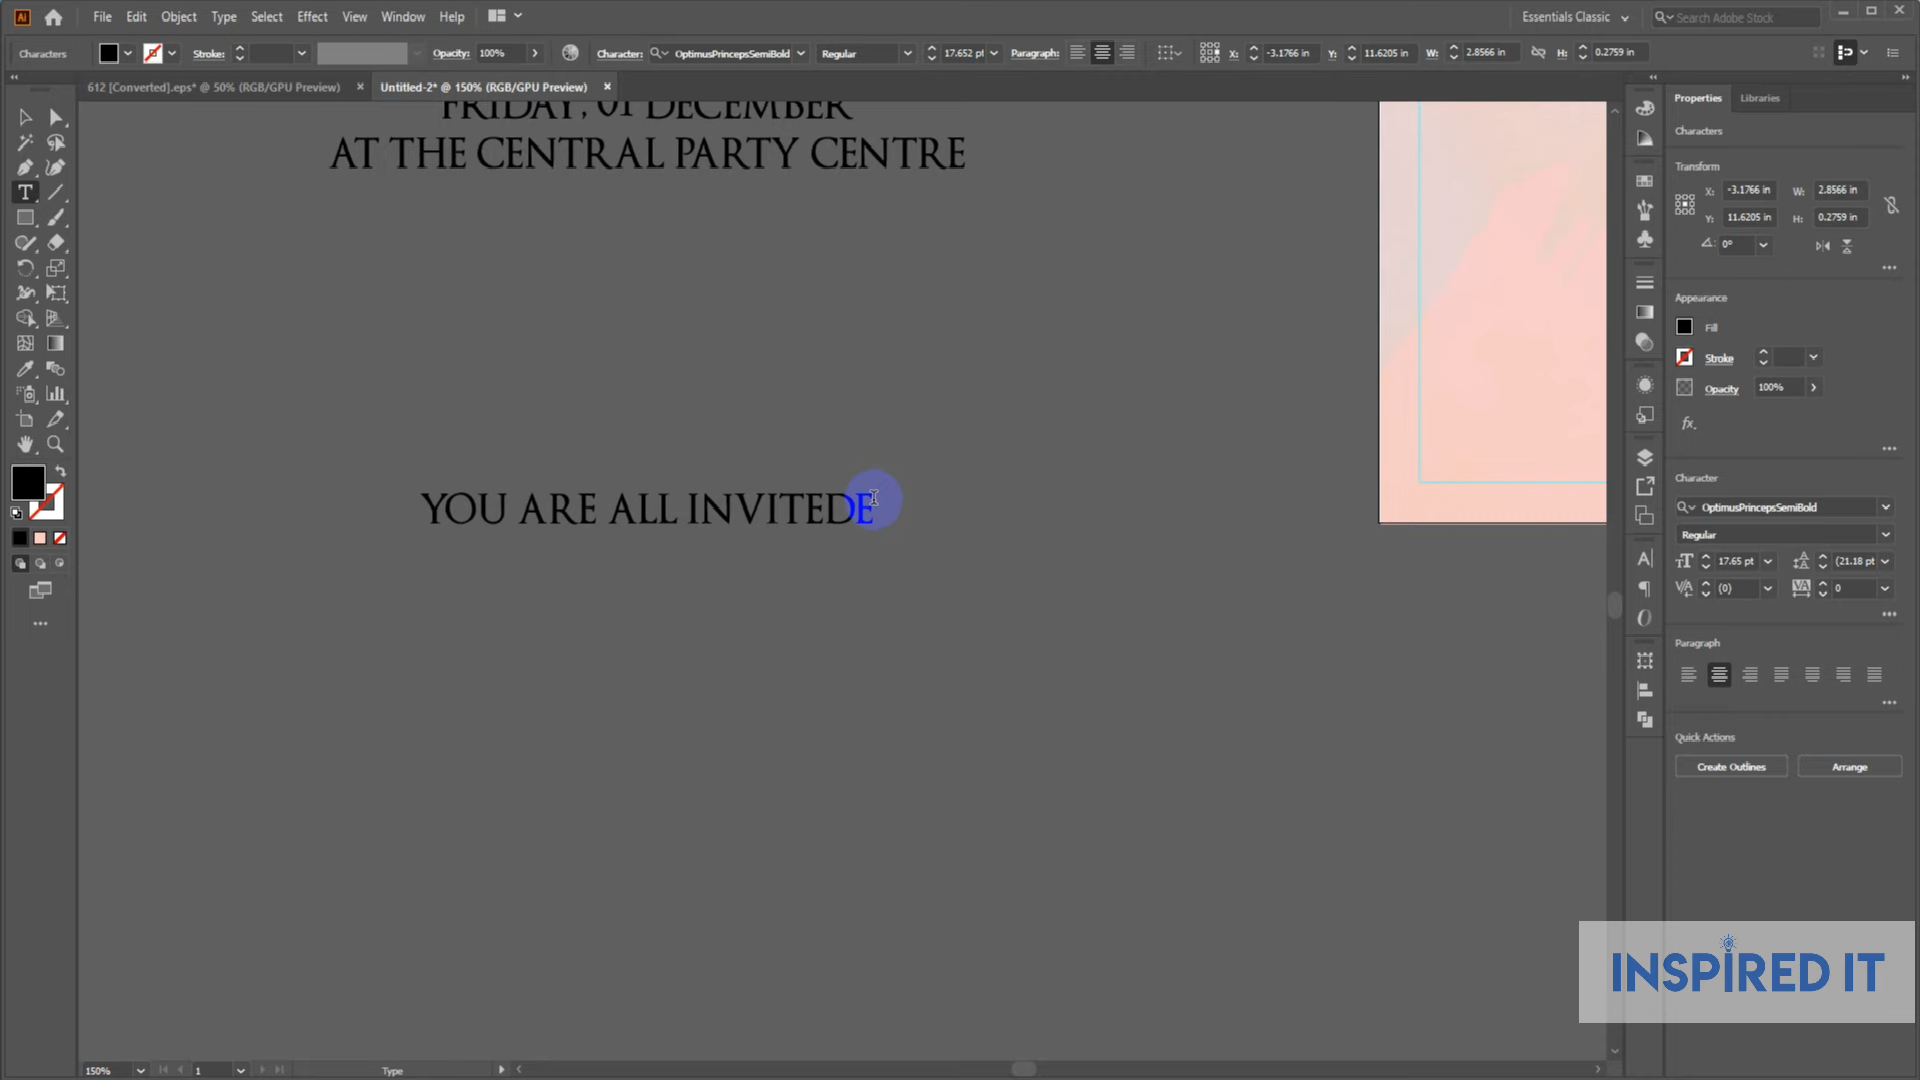 File Edit Object Type Select Effect View Window Help
Essentials Classic
Search Adobe Stock
Characters
Stroke:
Opacity: 100%
Character: OptimusPrincepsSemiBold
Regular
17.652 pt
Paragraph:
X: -3.1766 in
Y: 11.6205 in
W: 2.8566 in
H: 0.2759 in
612 [Converted].eps* @ 50% (RGB/GPU Preview)
Untitled-2* @ 150% (RGB/GPU Preview)
FRIDAY, 01 DECEMBER
AT THE CENTRAL PARTY CENTRE
YOU ARE ALL INVITEDE
Properties
Libraries
Characters
Transform
X: -3.1766 in W: 2.8566 in
Y: 11.6205 in H: 0.2759 in
0°
Appearance
Fill
Stroke
Opacity 100%
fx.
Character
OptimusPrincepsSemiBold
Regular
17.65 pt (21.18 pt
(0) 0
Paragraph
Quick Actions
Create Outlines
Arrange
INSPIRED IT
150%
1
Type